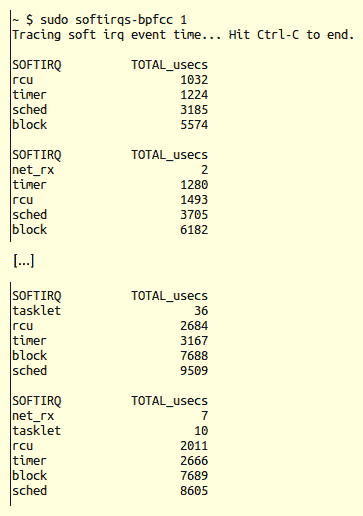 ~ $ sudo softirqs-bpfcc 1
Tracing soft irq event time... Hit Ctrl-C to end.
SOFTIRQ TOTAL_usecs
rcu 1032
timer 1224
sched 3185
block 5574
SOFTIRQ TOTAL_usecs
net_rx 2
timer 1280
rcu 1493
sched 3705
block 6182
[...]
SOFTIRQ TOTAL_usecs
tasklet 36
rcu 2684
timer 3167
block 7688
sched 9509
SOFTIRQ TOTAL_usecs
net_rx 7
tasklet 10
rcu 2011
timer 2666
block 7689
sched 8605